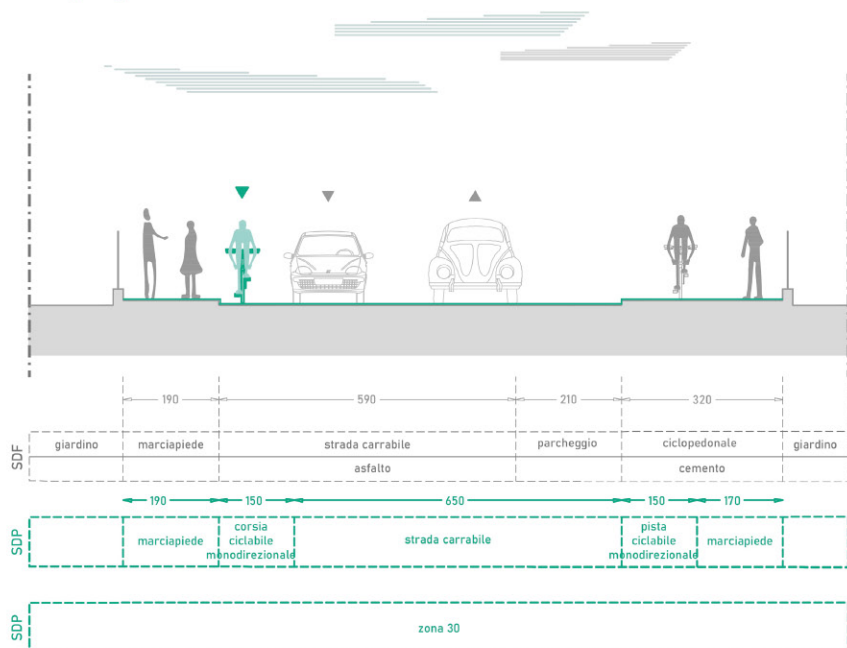 190 590 210 320
SDF
giardino marciapiede strada carrabile parcheggio ciclopedonale giardino
asfalto cemento
190 150 650 150 170
SDP
marciapiede corsia ciclabile monodirezionale strada carrabile pista ciclabile monodirezionale marciapiede
SDP
zona 30